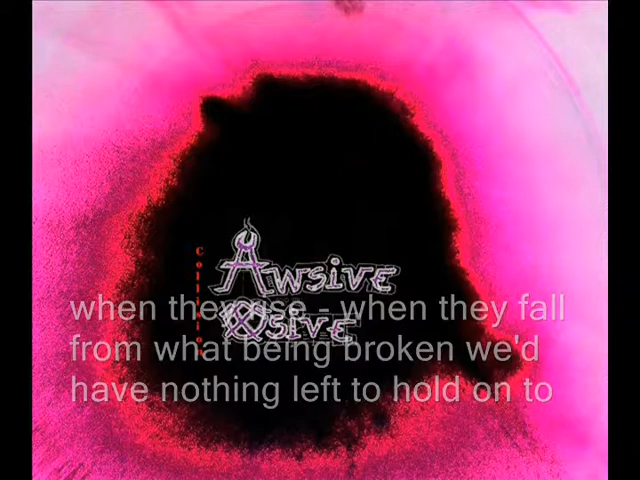 Awsive
when they rise - when they fall
from what being broken we'd
have nothing left to hold on to